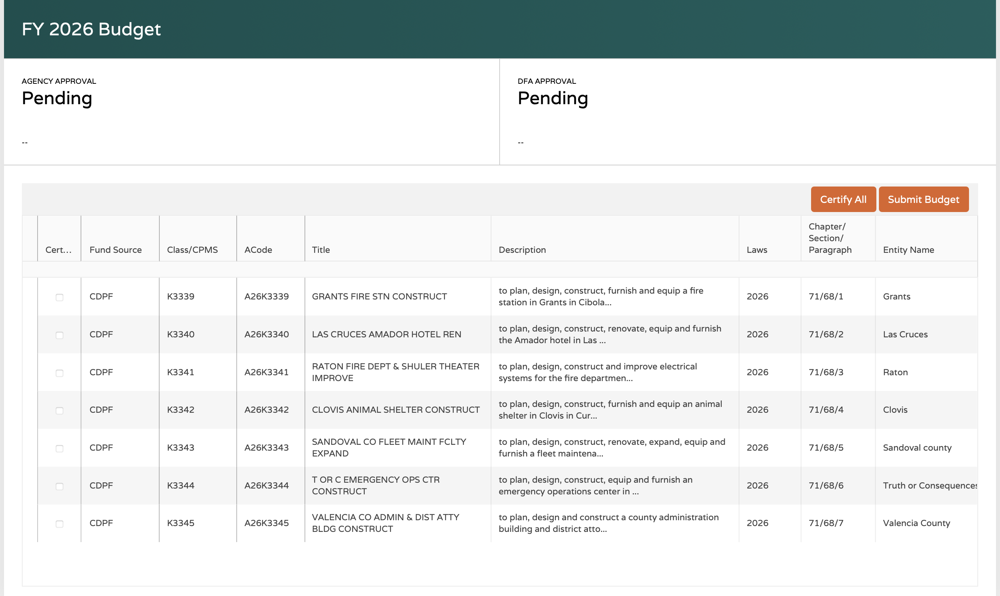 FY 2026 Budget
AGENCY APPROVAL
Pending
--
DFA APPROVAL
Pending
--
Certify All Submit Budget
Cert... Fund Source Class/CPMS ACode Title Description Laws Chapter/ Section/ Paragraph Entity Name
CDPF K3339 A26K3339 GRANTS FIRE STN CONSTRUCT to plan, design, construct, furnish and equip a fire
station in Grants in Cibola... 2026 71/68/1 Grants
CDPF K3340 A26K3340 LAS CRUCES AMADOR HOTEL REN to plan, design, construct, renovate, equip and furnish
the Amador hotel in Las ... 2026 71/68/2 Las Cruces
CDPF K3341 A26K3341 RATON FIRE DEPT & SHULER THEATER
IMPROVE to plan, design, construct and improve electrical
systems for the fire departmen... 2026 71/68/3 Raton
CDPF K3342 A26K3342 CLOVIS ANIMAL SHELTER CONSTRUCT to plan, design, construct, furnish and equip an animal
shelter in Clovis in Cur... 2026 71/68/4 Clovis
CDPF K3343 A26K3343 SANDOVAL CO FLEET MAINT FCLTY
EXPAND to plan, design, construct, renovate, expand, equip and
furnish a fleet maintena... 2026 71/68/5 Sandoval county
CDPF K3344 A26K3344 T OR C EMERGENCY OPS CTR
CONSTRUCT to plan, design, construct, equip and furnish an
emergency operations center in ... 2026 71/68/6 Truth or Consequences
CDPF K3345 A26K3345 VALENCIA CO ADMIN & DIST ATTY
BLDG CONSTRUCT to plan, design and construct a county administration
building and district atto... 2026 71/68/7 Valencia County